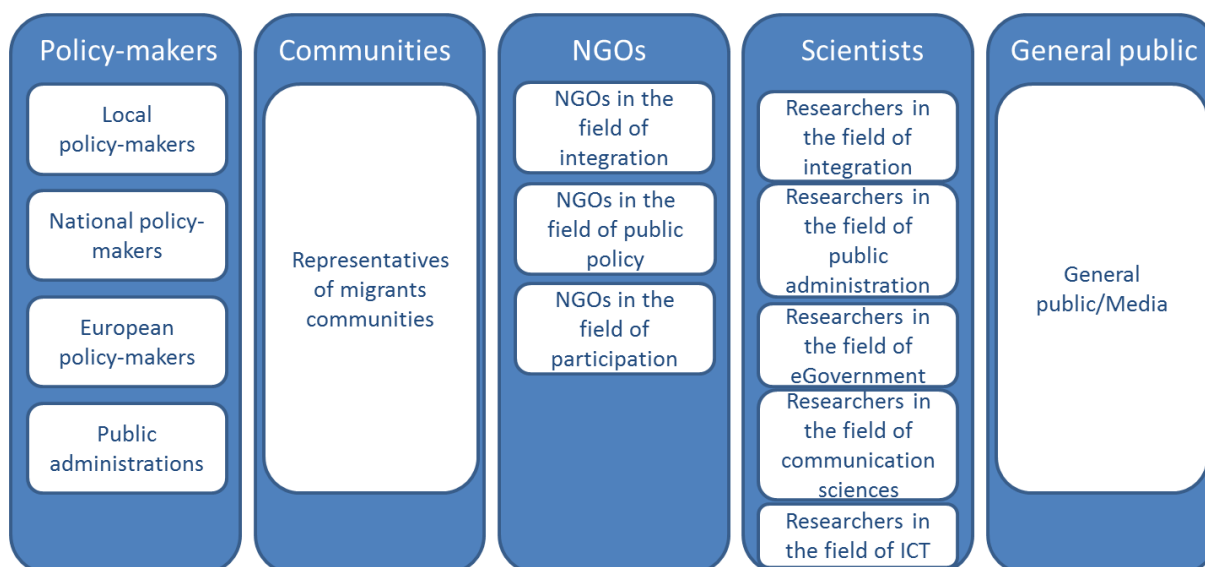 Policy-makers
Local
policy-makers
National policy-
makers
European
policy-makers
Public
administrations
Communities
Representatives
of migrants
communities
NGOs
NGOs in the
field of
integration
NGOs in the
field of public
policy
NGOs in the
field of
participation
Scientists
Researchers in
the field of
integration
Researchers in
the field of
public
administration
Researchers in
the field of
eGovernment
Researchers in
the field of
communication
sciences
Researchers in
the field of ICT
General public
General
public/Media